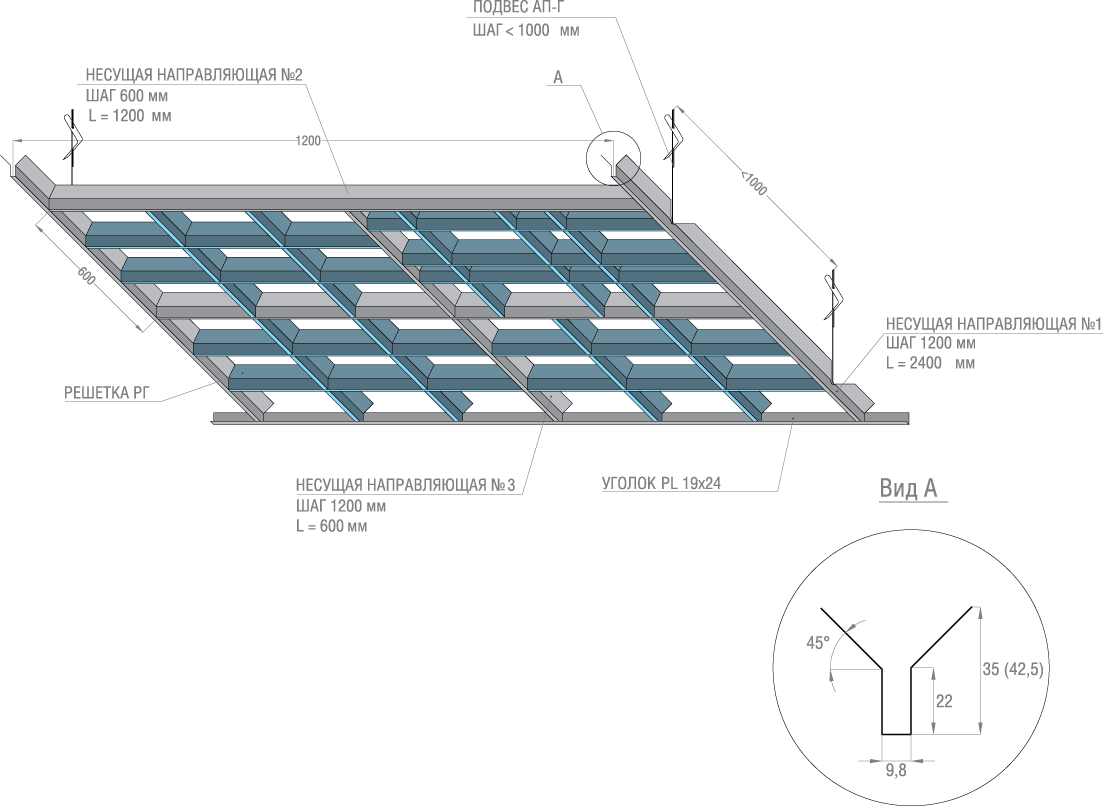 ПОДВЕС АП-Г
ШАГ < 1000 мм
НЕСУЩАЯ НАПРАВЛЯЮЩАЯ №2
ШАГ 600 мм
L = 1200 мм
А
1200
<1000
600
НЕСУЩАЯ НАПРАВЛЯЮЩАЯ №1
ШАГ 1200 мм
L = 2400 мм
РЕШЕТКА РГ
НЕСУЩАЯ НАПРАВЛЯЮЩАЯ №3
ШАГ 1200 мм
L = 600 мм
УГОЛОК PL 19x24
Вид А
45°
35 (42,5)
22
9,8